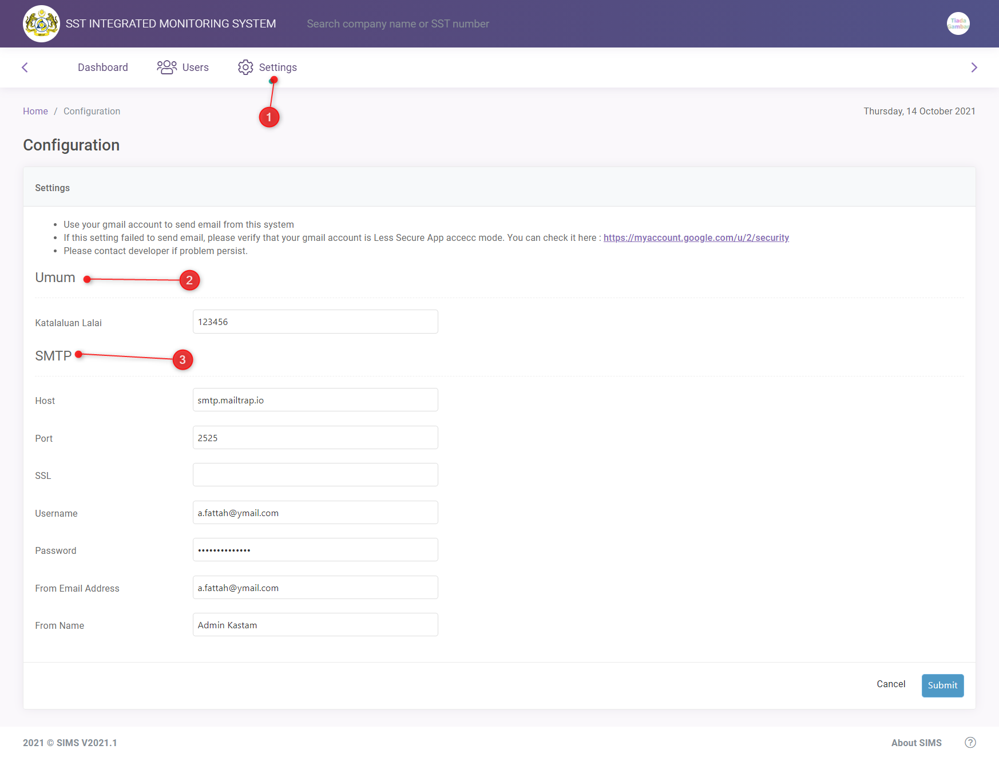 SST INTEGRATED MONITORING SYSTEM
Search company name or SST number
Tiada
Gambar
Dashboard
Users
Settings
1
Home / Configuration
Thursday, 14 October 2021
Configuration
Settings
• Use your gmail account to send email from this system
• If this setting failed to send email, please verify that your gmail account is Less Secure App accecc mode. You can check it here : https://myaccount.google.com/u/2/security
• Please contact developer if problem persist.
Umum
2
Katalaluan Lalai
123456
SMTP
3
Host
smtp.mailtrap.io
Port
2525
SSL
Username
a.fattah@ymail.com
Password
••••••••••••••
From Email Address
a.fattah@ymail.com
From Name
Admin Kastam
Cancel
Submit
2021 © SIMS V2021.1
About SIMS
?